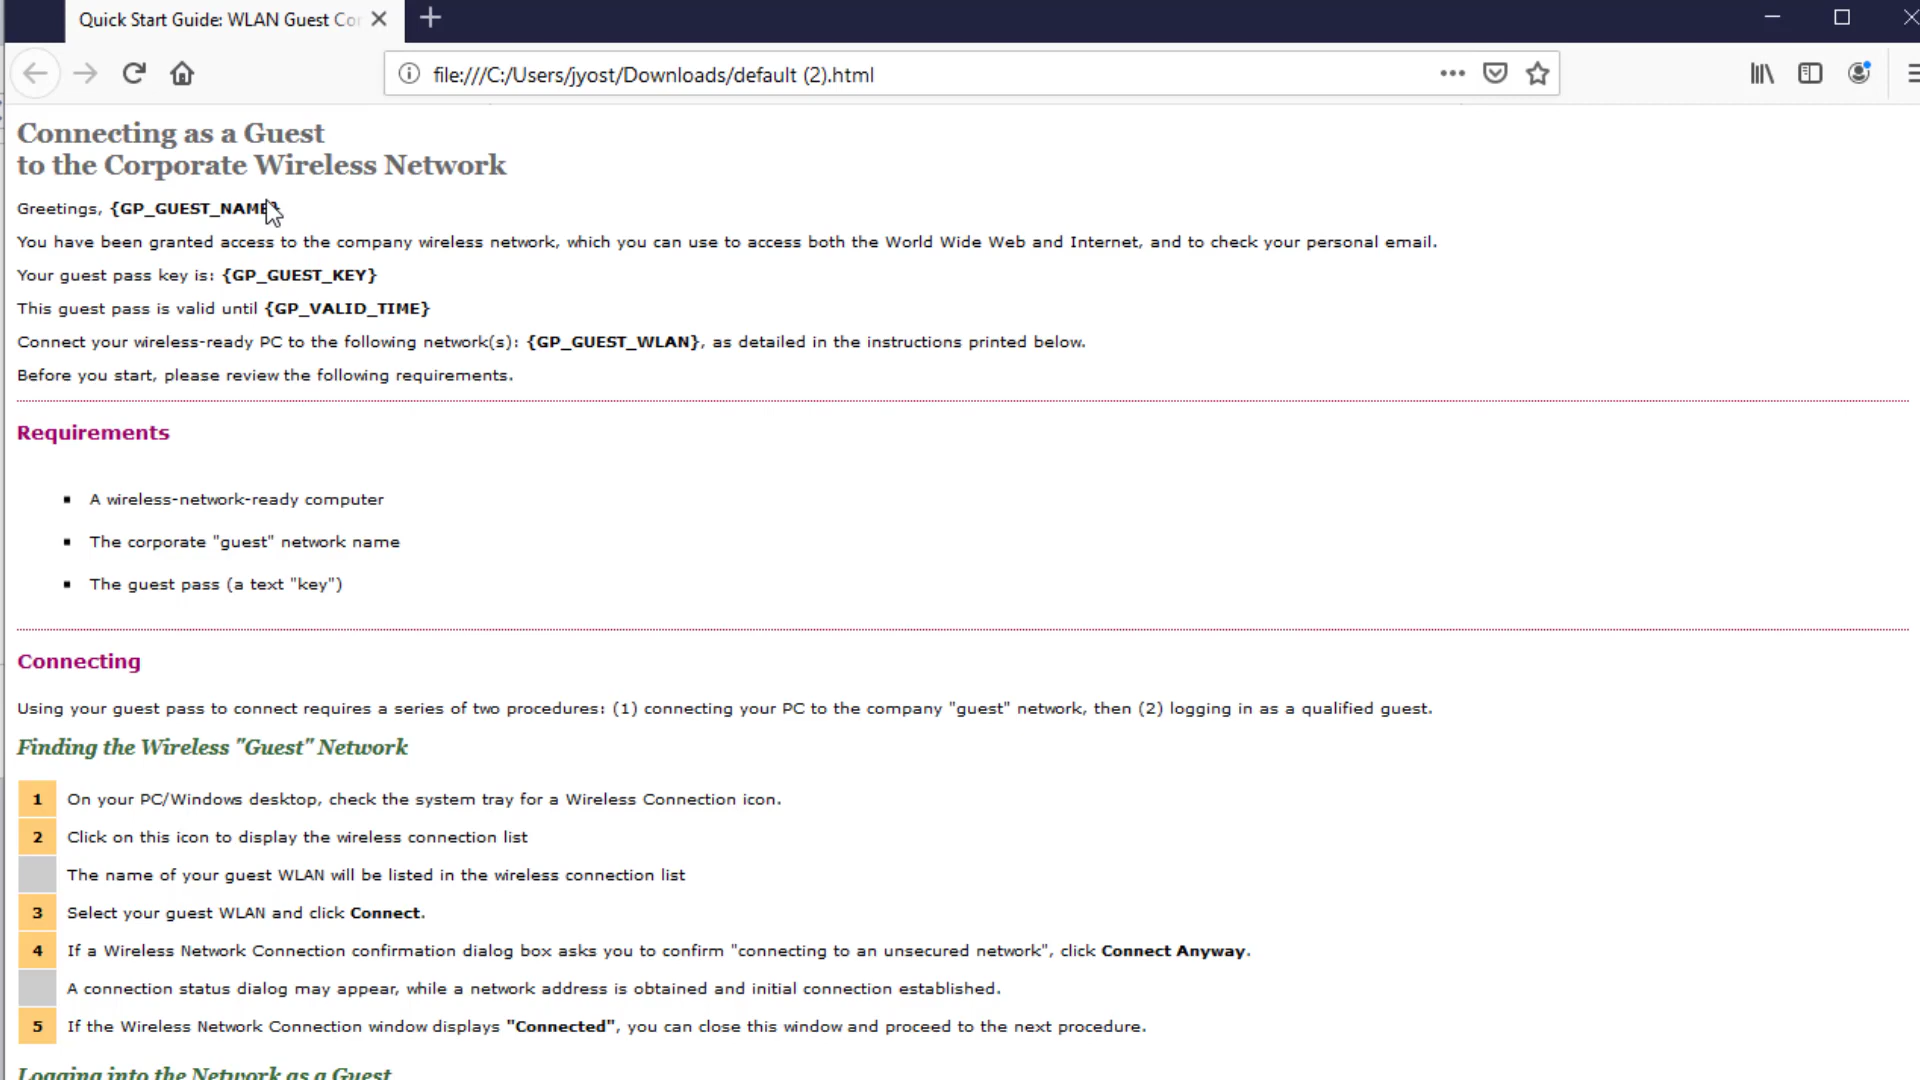 Quick Start Guide: WLAN Guest Co
file:///C:/Users/jyost/Downloads/default (2).html
Connecting as a Guest
to the Corporate Wireless Network
Greetings, {GP_GUEST_NAME}
You have been granted access to the company wireless network, which you can use to access both the World Wide Web and Internet, and to check your personal email.
Your guest pass key is: {GP_GUEST_KEY}
This guest pass is valid until {GP_VALID_TIME}
Connect your wireless-ready PC to the following network(s): {GP_GUEST_WLAN}, as detailed in the instructions printed below.
Before you start, please review the following requirements.
Requirements
A wireless-network-ready computer
The corporate "guest" network name
The guest pass (a text "key")
Connecting
Using your guest pass to connect requires a series of two procedures: (1) connecting your PC to the company "guest" network, then (2) logging in as a qualified guest.
Finding the Wireless "Guest" Network
1 On your PC/Windows desktop, check the system tray for a Wireless Connection icon.
2 Click on this icon to display the wireless connection list
The name of your guest WLAN will be listed in the wireless connection list
3 Select your guest WLAN and click Connect.
4 If a Wireless Network Connection confirmation dialog box asks you to confirm "connecting to an unsecured network", click Connect Anyway.
A connection status dialog may appear, while a network address is obtained and initial connection established.
5 If the Wireless Network Connection window displays "Connected", you can close this window and proceed to the next procedure.
Logging into the Network as a Guest